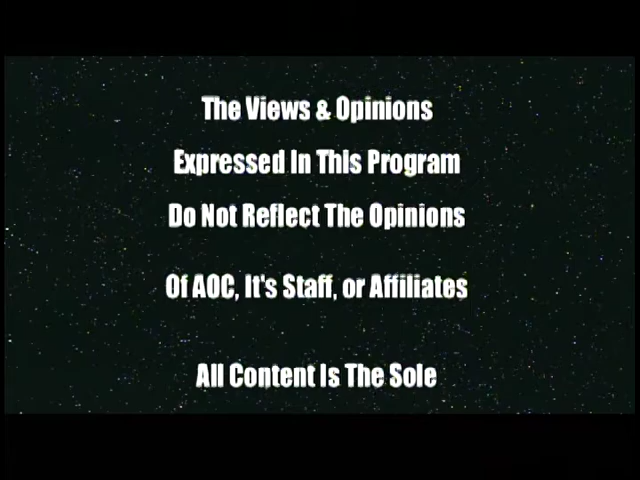 The Views & Opinions
Expressed In This Program
Do Not Reflect The Opinions
Of AOC, It's Staff, or Affiliates
All Content Is The Sole